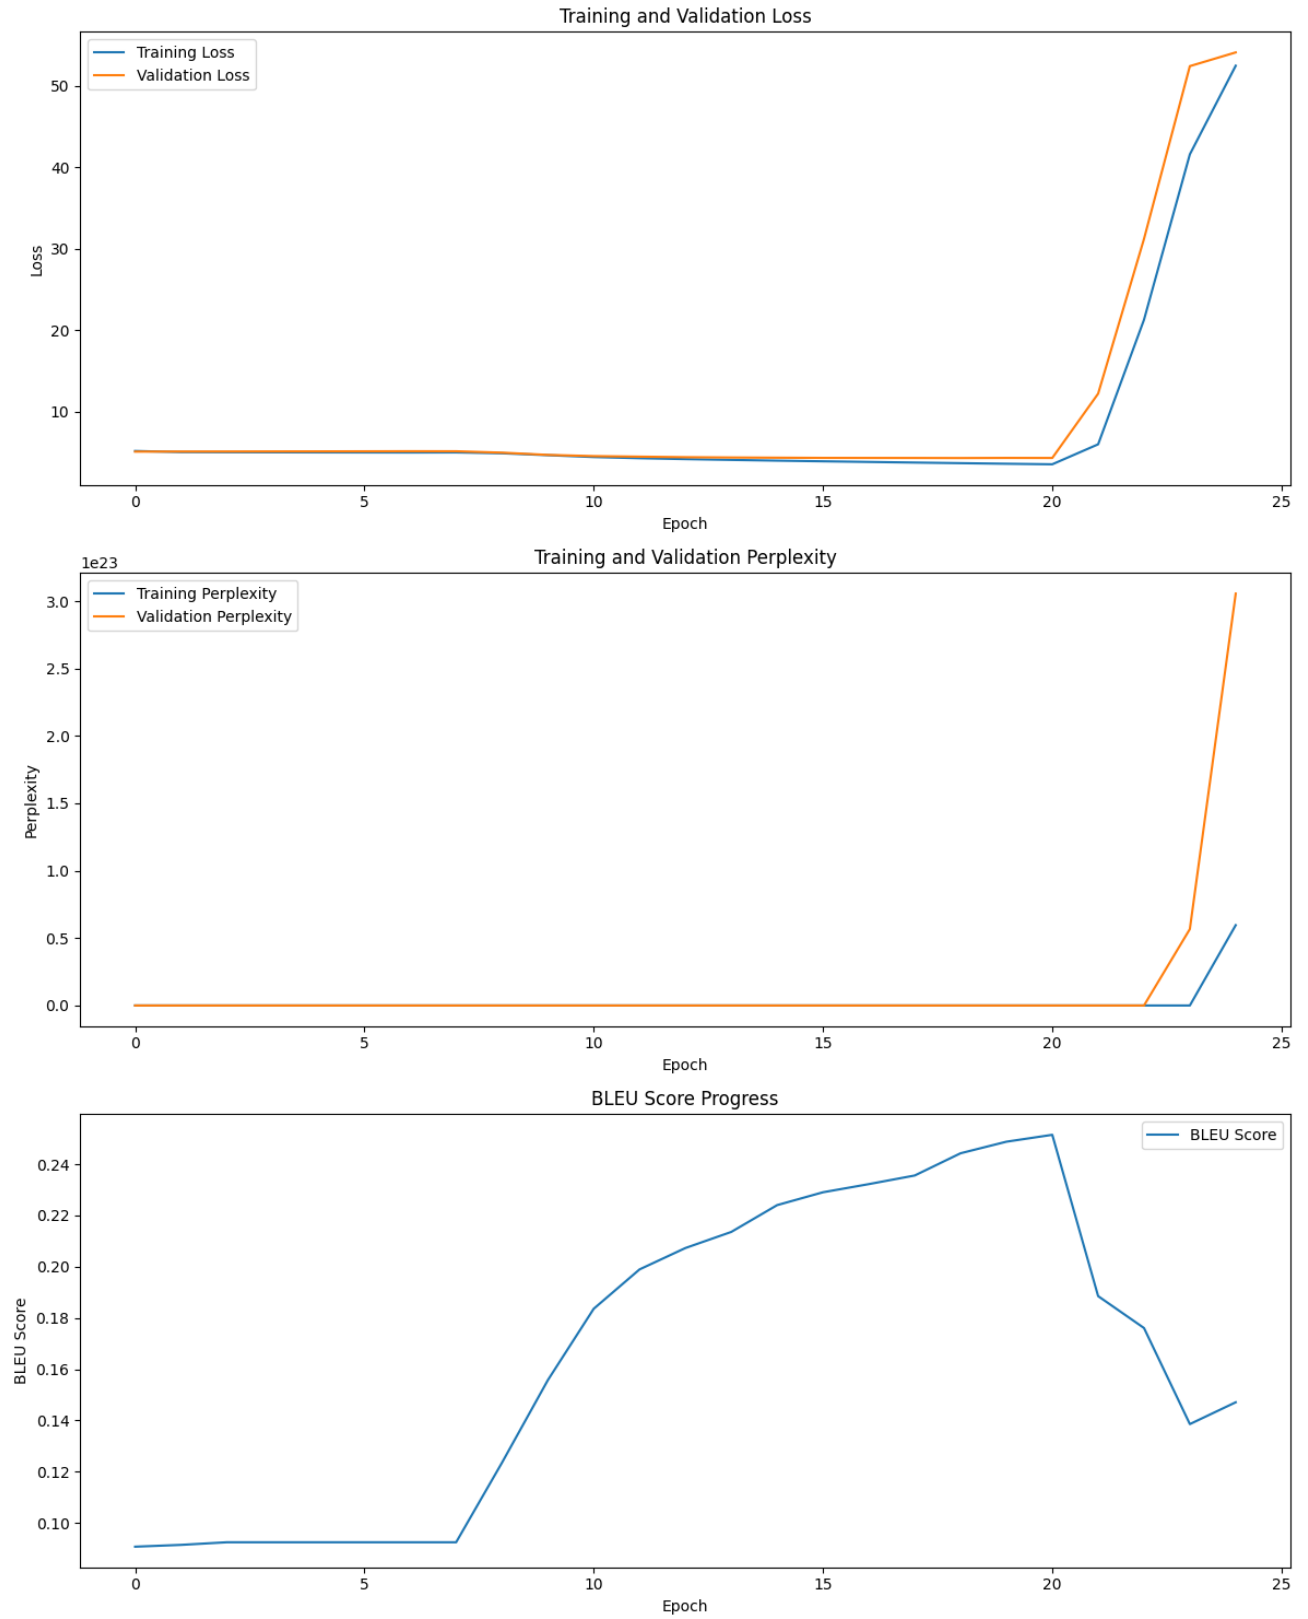 Training and Validation Loss
Training Loss
Validation Loss
50
40
30
20
10
Loss
0 5 10 15 20 25
Epoch
Training and Validation Perplexity
1e23
Training Perplexity
Validation Perplexity
3.0
2.5
2.0
1.5
1.0
0.5
0.0
Perplexity
0 5 10 15 20 25
Epoch
BLEU Score Progress
BLEU Score
0.24
0.22
0.20
0.18
0.16
0.14
0.12
0.10
BLEU Score
0 5 10 15 20 25
Epoch